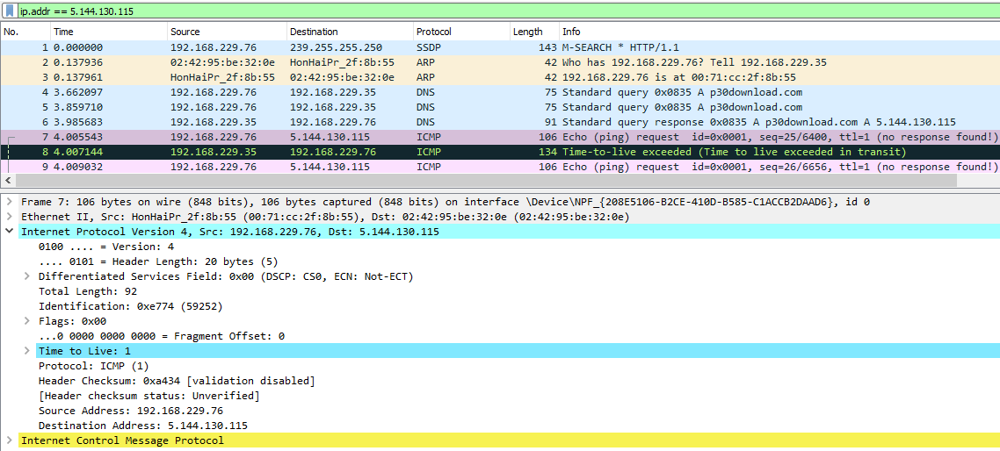 ip.addr == 5.144.130.115
No. Time Source Destination Protocol Length Info
1 0.000000 192.168.229.76 239.255.255.250 SSDP 143 M-SEARCH * HTTP/1.1
2 0.137936 02:42:95:be:32:0e HonHaiPr_2f:8b:55 ARP 42 Who has 192.168.229.76? Tell 192.168.229.35
3 0.137961 HonHaiPr_2f:8b:55 02:42:95:be:32:0e ARP 42 192.168.229.76 is at 00:71:cc:2f:8b:55
4 3.662097 192.168.229.76 192.168.229.35 DNS 75 Standard query 0x0835 A p30download.com
5 3.859710 192.168.229.76 192.168.229.35 DNS 75 Standard query 0x0835 A p30download.com
6 3.985683 192.168.229.35 192.168.229.76 DNS 91 Standard query response 0x0835 A p30download.com A 5.144.130.115
7 4.005543 192.168.229.76 5.144.130.115 ICMP 106 Echo (ping) request id=0x0001, seq=25/6400, ttl=1 (no response found!)
8 4.007144 192.168.229.35 192.168.229.76 ICMP 134 Time-to-live exceeded (Time to live exceeded in transit)
9 4.009032 192.168.229.76 5.144.130.115 ICMP 106 Echo (ping) request id=0x0001, seq=26/6656, ttl=1 (no response found!)
Frame 7: 106 bytes on wire (848 bits), 106 bytes captured (848 bits) on interface \Device\NPF_{208E5106-B2CE-410D-B585-C1ACCB2DAAD6}, id 0
Ethernet II, Src: HonHaiPr_2f:8b:55 (00:71:cc:2f:8b:55), Dst: 02:42:95:be:32:0e (02:42:95:be:32:0e)
Internet Protocol Version 4, Src: 192.168.229.76, Dst: 5.144.130.115
0100 .... = Version: 4
.... 0101 = Header Length: 20 bytes (5)
Differentiated Services Field: 0x00 (DSCP: CS0, ECN: Not-ECT)
Total Length: 92
Identification: 0xe774 (59252)
Flags: 0x00
...0 0000 0000 0000 = Fragment Offset: 0
Time to Live: 1
Protocol: ICMP (1)
Header Checksum: 0xa434 [validation disabled]
[Header checksum status: Unverified]
Source Address: 192.168.229.76
Destination Address: 5.144.130.115
Internet Control Message Protocol